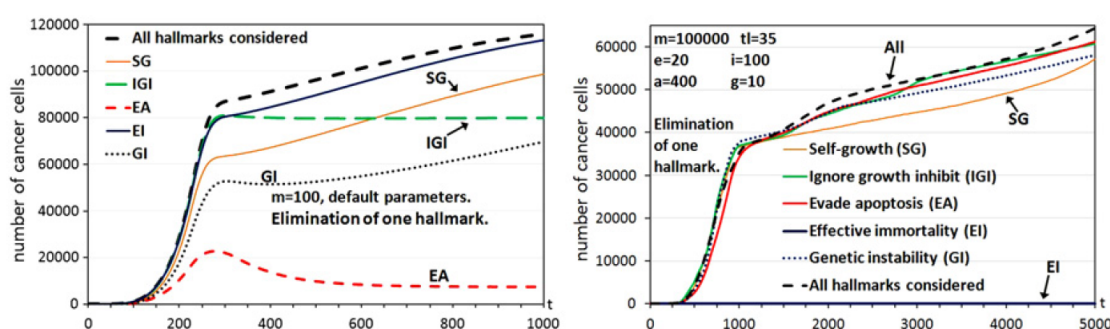 120000
100000
80000
60000
40000
20000
0
number of cancer cells
All hallmarks considered
SG
IGI
EA
EI
GI
SG
IGI
GI
m=100, default parameters.
Elimination of one hallmark.
EA
0
200
400
600
800
1000
t
60000
50000
40000
30000
20000
10000
0
number of cancer cells
m=100000 tl=35
e=20 i=100
a=400 g=10
All
Elimination
of one
hallmark.
SG
Self-growth (SG)
Ignore growth inhibit (IGI)
Evade apoptosis (EA)
Effective immortality (EI)
Genetic instability (GI)
All hallmarks considered
EI
0
1000
2000
3000
4000
5000
t